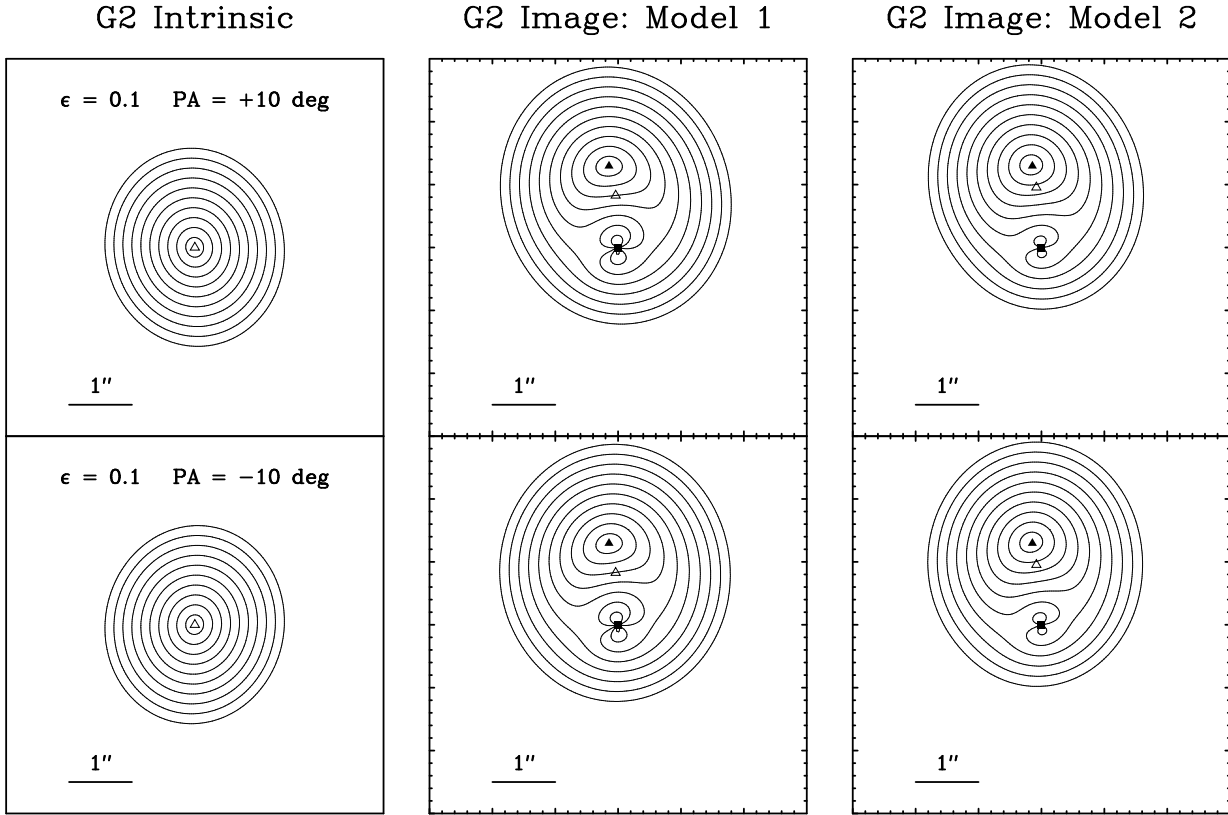 G2 Intrinsic
G2 Image: Model 1
G2 Image: Model 2
ϵ = 0.1 PA = +10 deg
1″
1″
1″
ϵ = 0.1 PA = −10 deg
1″
1″
1″